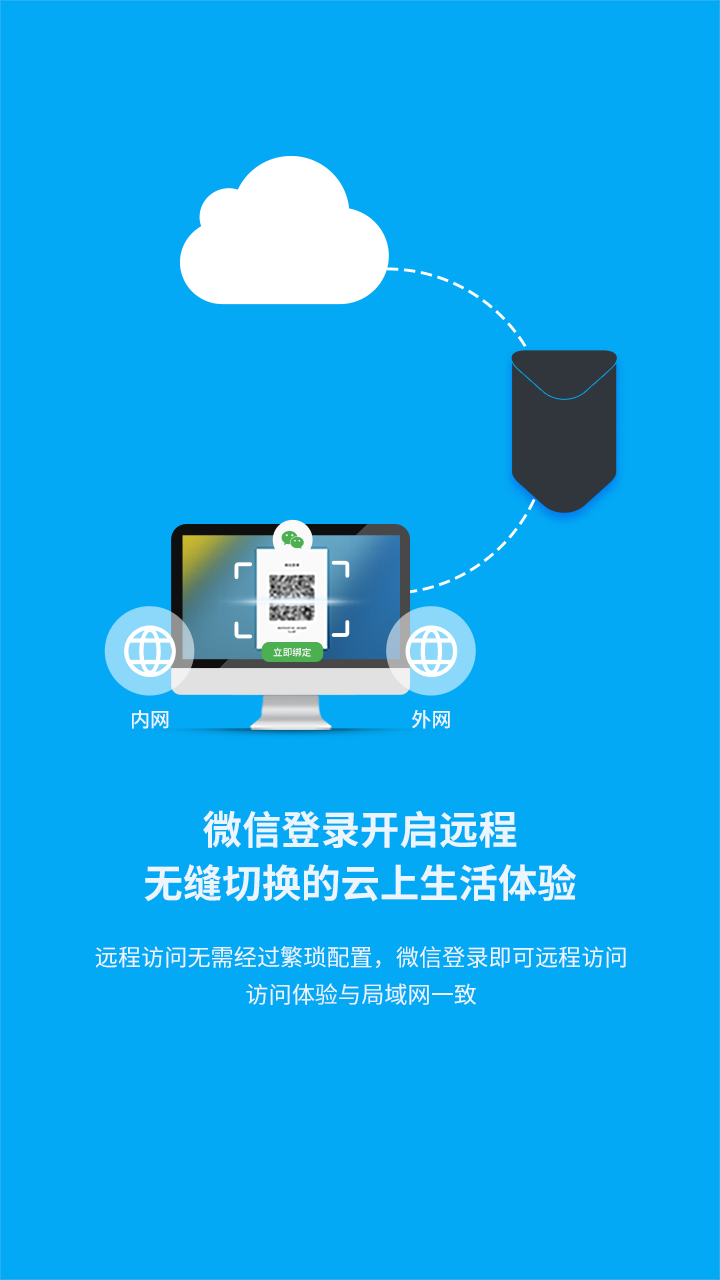 立即绑定
内网
外网
微信登录开启远程
无缝切换的云上生活体验
远程访问无需经过繁琐配置，微信登录即可远程访问
访问体验与局域网一致